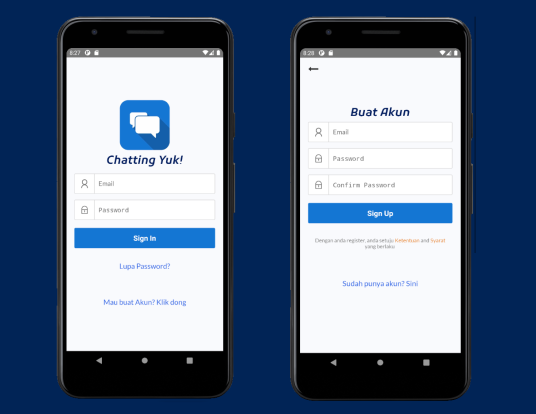 8:27
Chatting Yuk!
Email
Password
Sign In
Lupa Password?
Mau buat Akun? Klik dong
8:28
Buat Akun
Email
Password
Confirm Password
Sign Up
Dengan anda register, anda setuju Ketentuan and Syarat
yang berlaku
Sudah punya akun? Sini